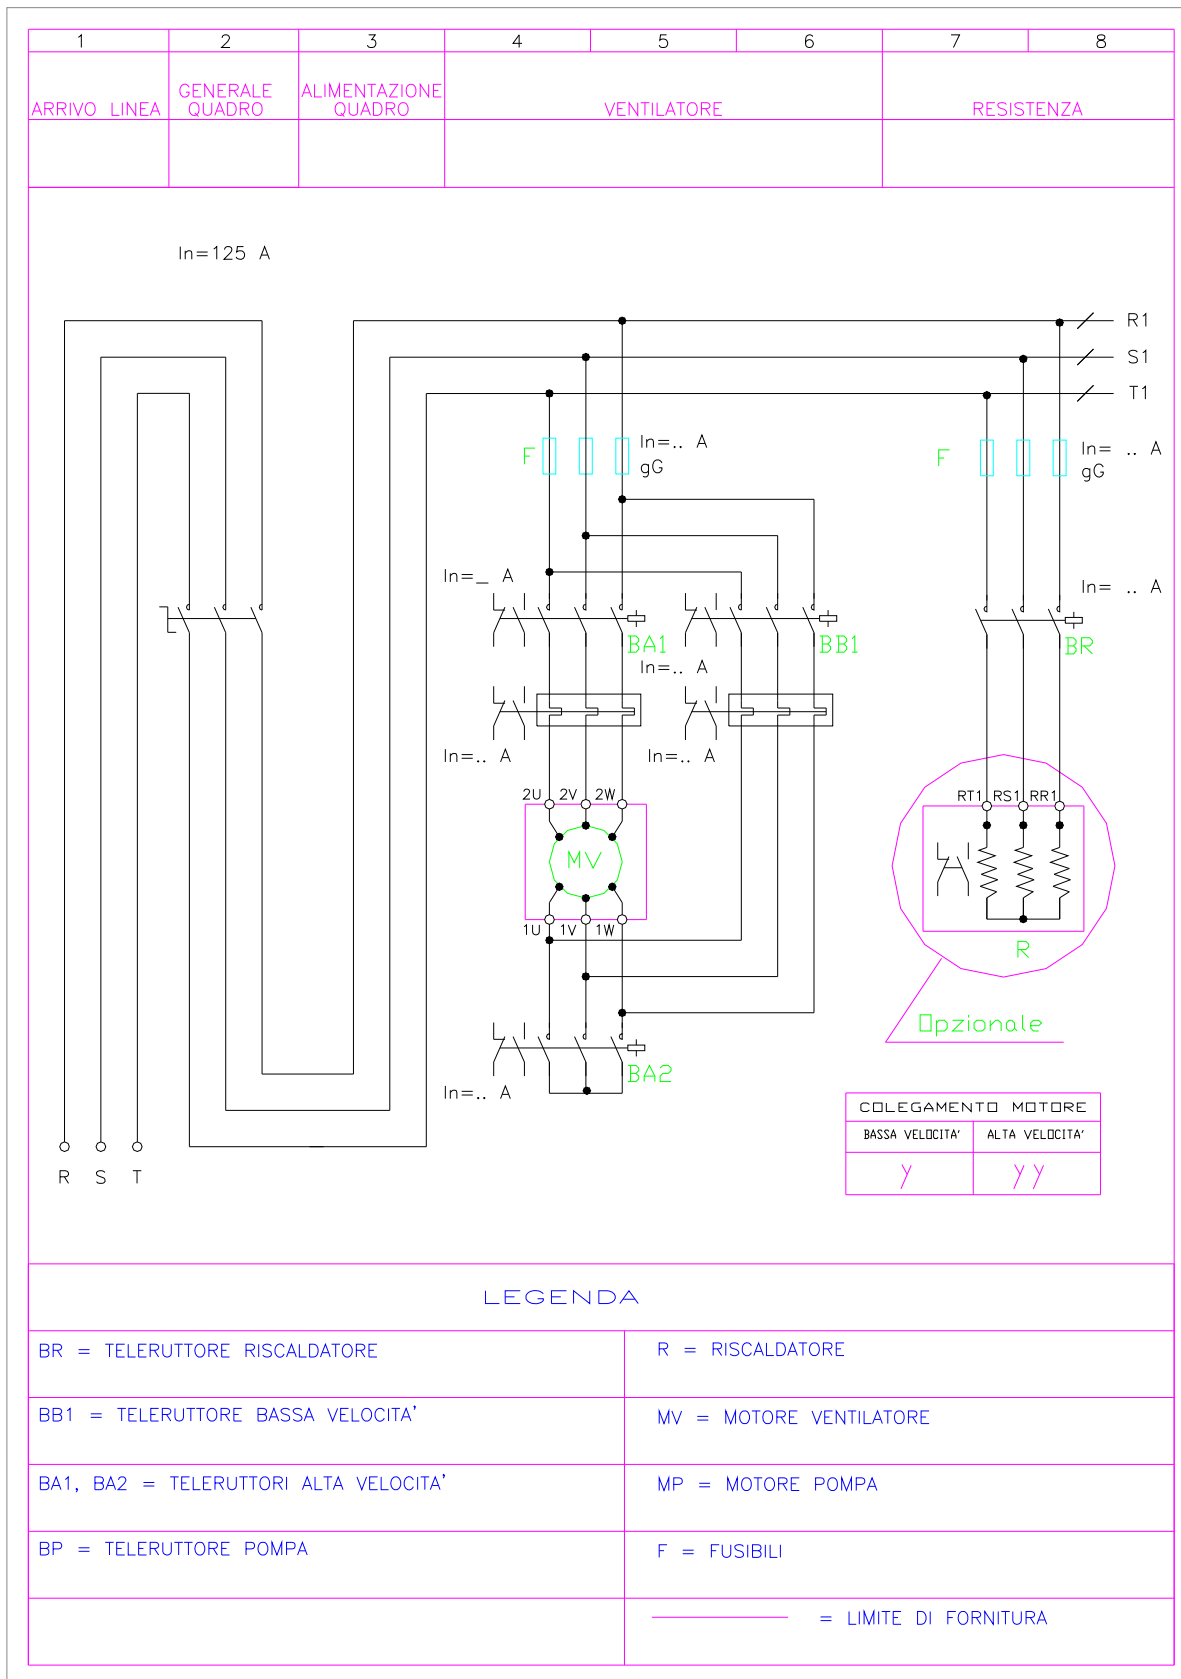 1 2 3 4 5 6 7 8
ARRIVO LINEA
GENERALE
QUADRO
ALIMENTAZIONE
QUADRO
VENTILATORE
RESISTENZA
In=125 A
R1
S1
T1
F
In=.. A
gG
F
In= .. A
gG
In=_ A
In= .. A
BA1
BB1
BR
In=.. A
In=.. A
In=.. A
2U 2V 2W
RT1 RS1 RR1
MV
1U 1V 1W
R
Opzionale
BA2
In=.. A
COLEGAMENTO MOTORE
BASSA VELOCITA' ALTA VELOCITA'
Y YY
R S T
LEGENDA
BR = TELERUTTORE RISCALDATORE
R = RISCALDATORE
BB1 = TELERUTTORE BASSA VELOCITA'
MV = MOTORE VENTILATORE
BA1, BA2 = TELERUTTORI ALTA VELOCITA'
MP = MOTORE POMPA
BP = TELERUTTORE POMPA
F = FUSIBILI
= LIMITE DI FORNITURA